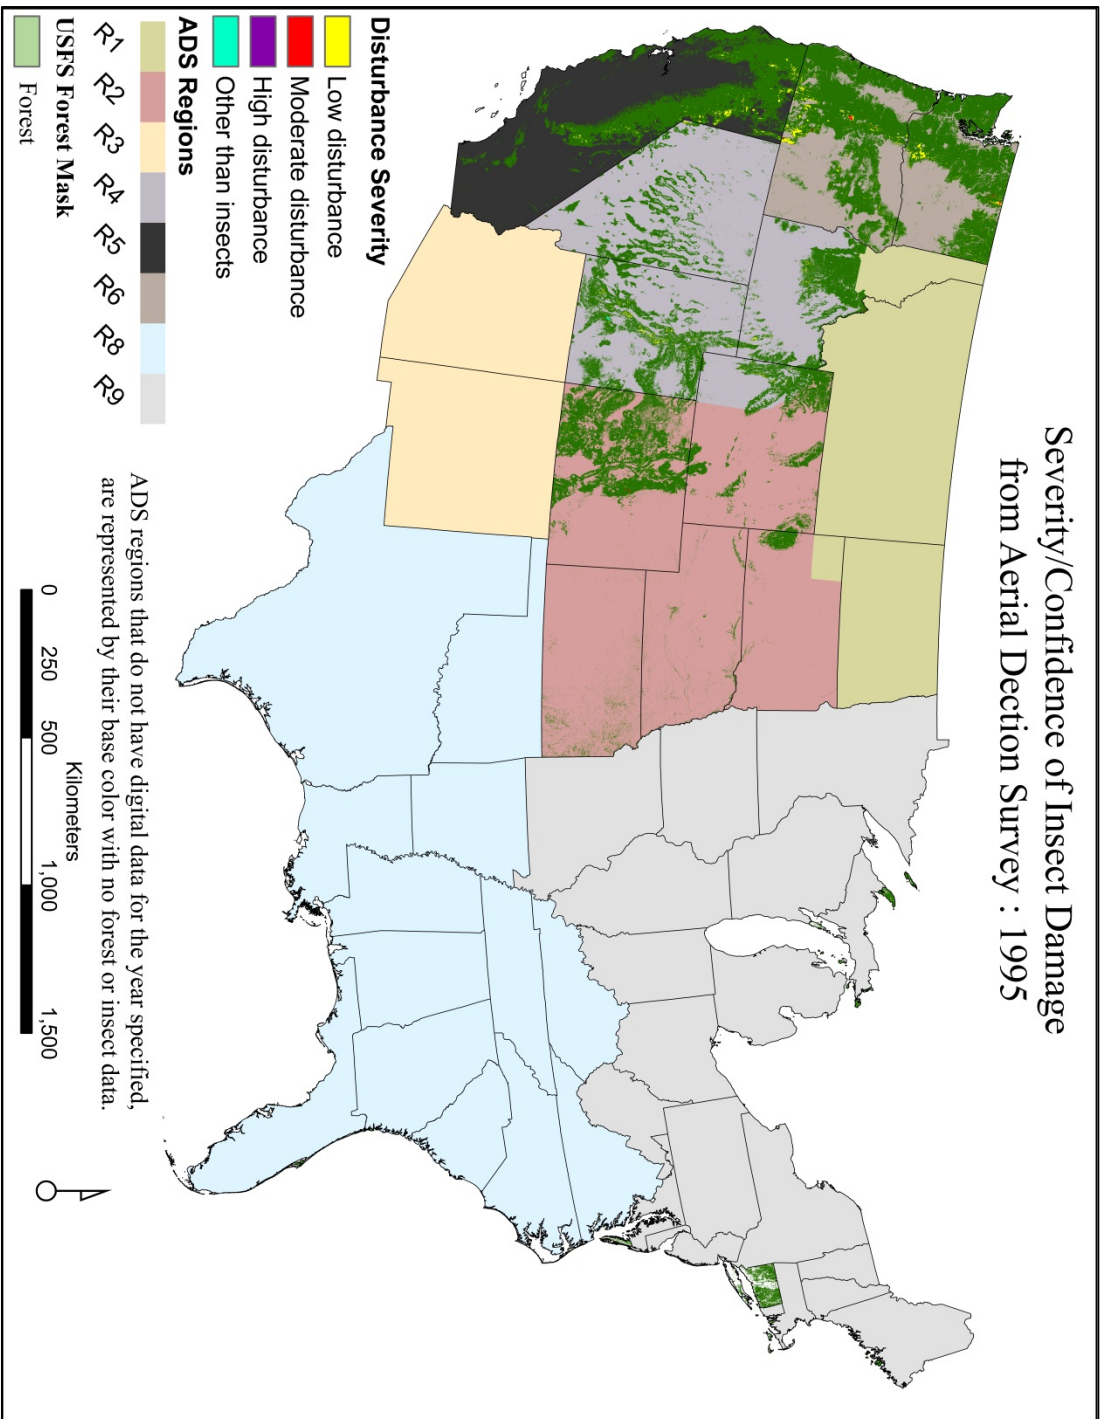 Severity/Confidence of Insect Damage
from Aerial Dection Survey : 1995
Disturbance Severity
Low disturbance
Moderate disturbance
High disturbance
Other than insects
ADS Regions
R1 R2 R3 R4 R5 R6 R8 R9
USFS Forest Mask
Forest
ADS regions that do not have digital data for the year specified,
are represented by their base color with no forest or insect data.
0 250 500 1,000 1,500
Kilometers